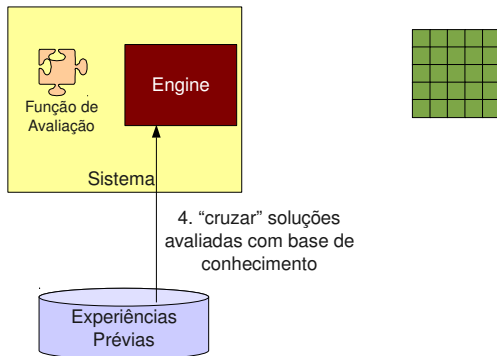 Engine
Função de
Avaliação
Sistema
4. “cruzar” soluções
avaliadas com base de
conhecimento
Experiências
Prévias